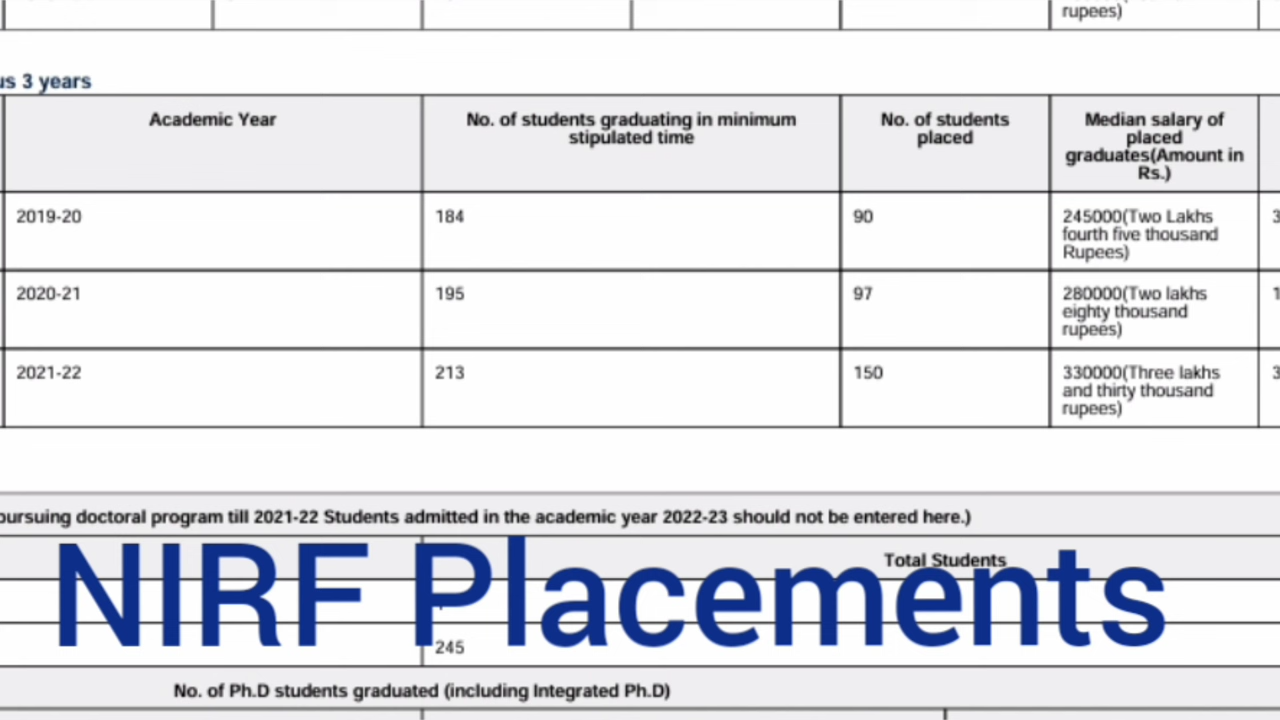 rupees)
us 3 years
Academic Year
No. of students graduating in minimum
stipulated time
No. of students
placed
Median salary of
placed
graduates(Amount in
Rs.)
2019-20
184
90
245000(Two Lakhs
fourth five thousand
Rupees)
3
2020-21
195
97
280000(Two lakhs
eighty thousand
rupees)
1
2021-22
213
150
330000(Three lakhs
and thirty thousand
rupees)
3
pursuing doctoral program till 2021-22 Students admitted in the academic year 2022-23 should not be entered here.)
Total Students
NIRF Placements
245
No. of Ph.D students graduated (including Integrated Ph.D)